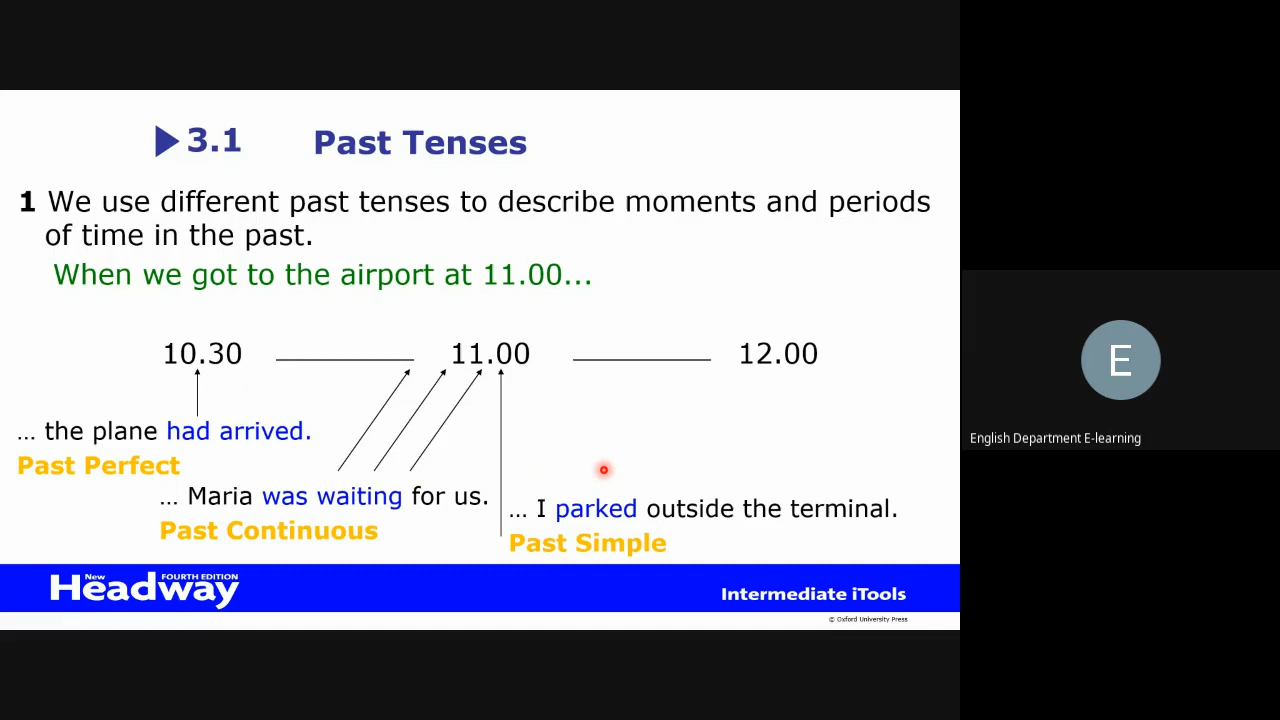 3.1 Past Tenses
1 We use different past tenses to describe moments and periods
of time in the past.
When we got to the airport at 11.00...
10.30 11.00 12.00
... the plane had arrived.
Past Perfect
... Maria was waiting for us.
Past Continuous
... I parked outside the terminal.
Past Simple
New Headway FOURTH EDITION
Intermediate iTools
© Oxford University Press
E
English Department E-learning